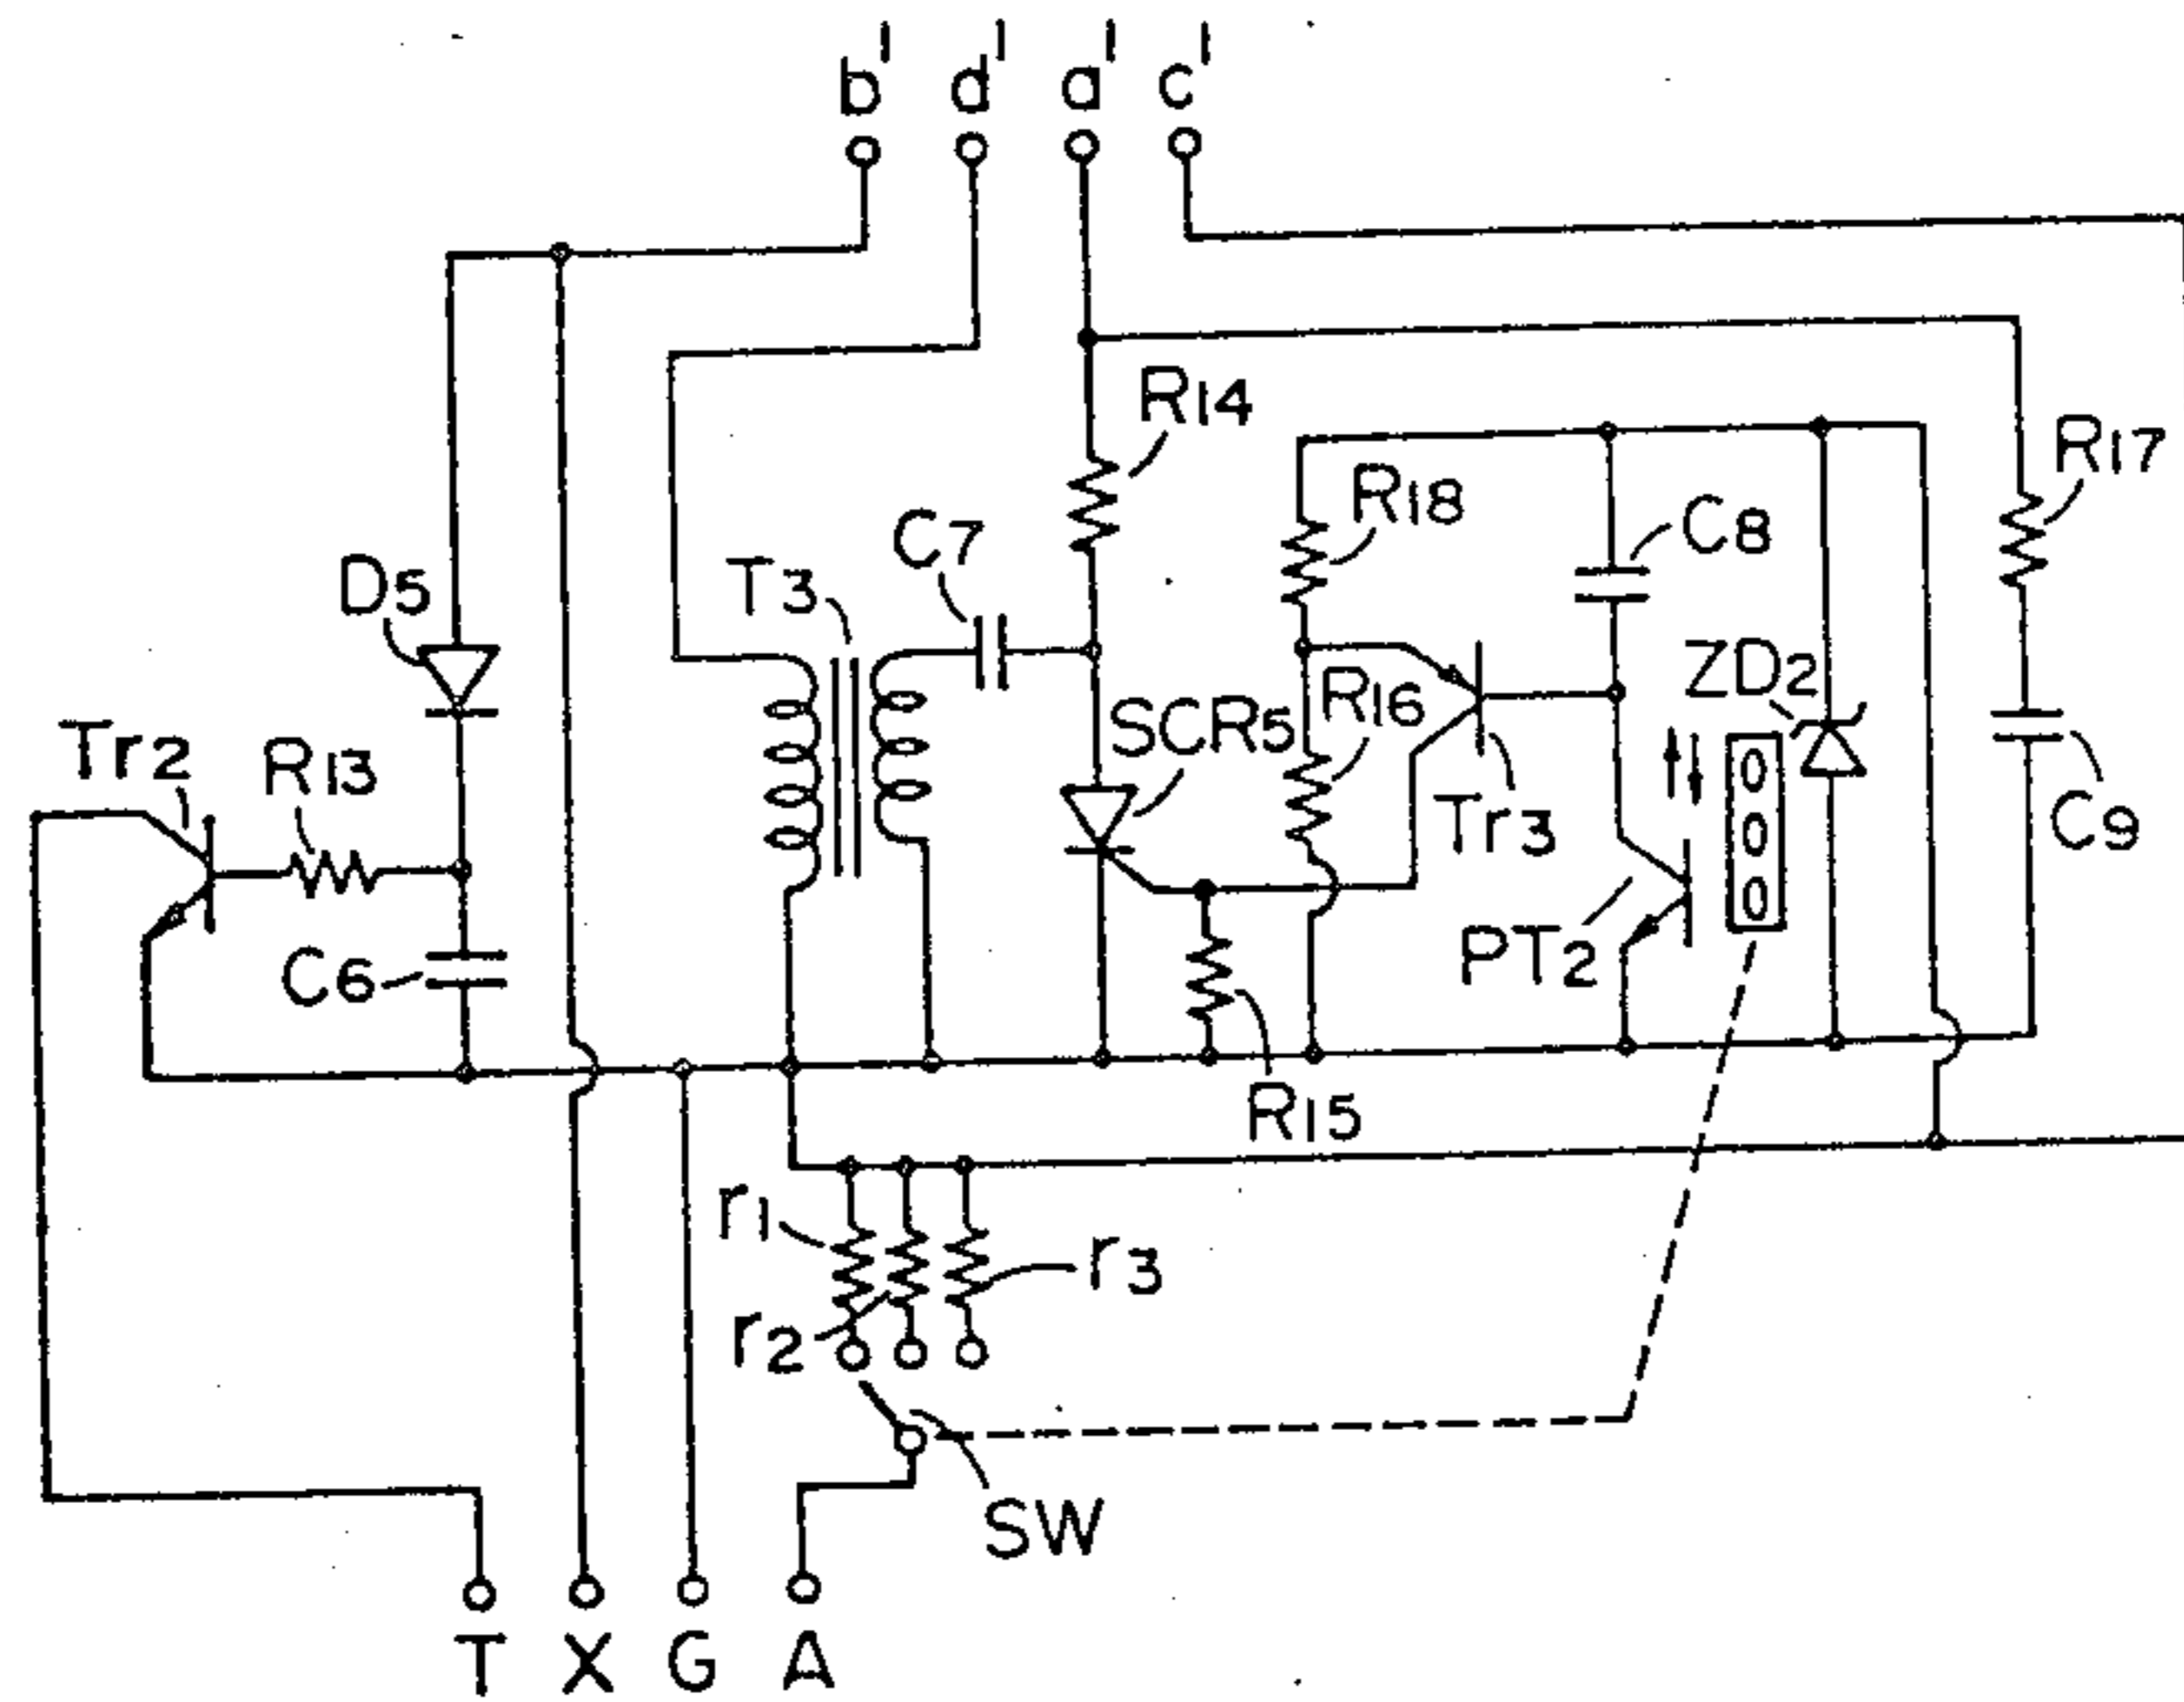 b' d' a' c'
R14
R17
R18
C8
C7
D5
T3
ZD2
R16
SCR5
Tr2
R13
Tr3
C9
PT2
C6
R15
r1
r3
r2
SW
T X G A